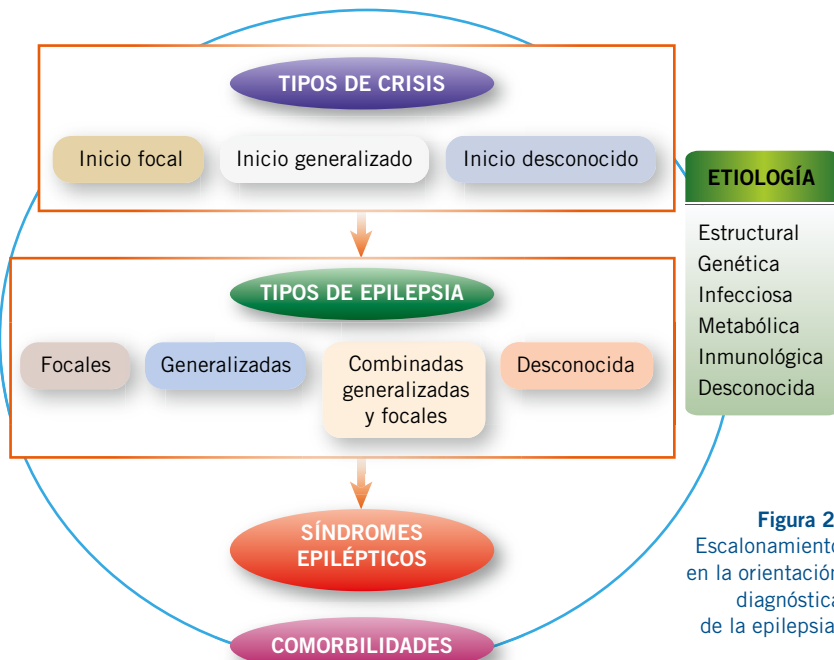 TIPOS DE CRISIS
Inicio focal
Inicio generalizado
Inicio desconocido
TIPOS DE EPILEPSIA
Focales
Generalizadas
Combinadas
generalizadas
y focales
Desconocida
SÍNDROMES
EPILÉPTICOS
COMORBILIDADES
ETIOLOGÍA
Estructural
Genética
Infecciosa
Metabólica
Inmunológica
Desconocida
Figura 2.
Escalonamiento
en la orientación
diagnóstica
de la epilepsia.